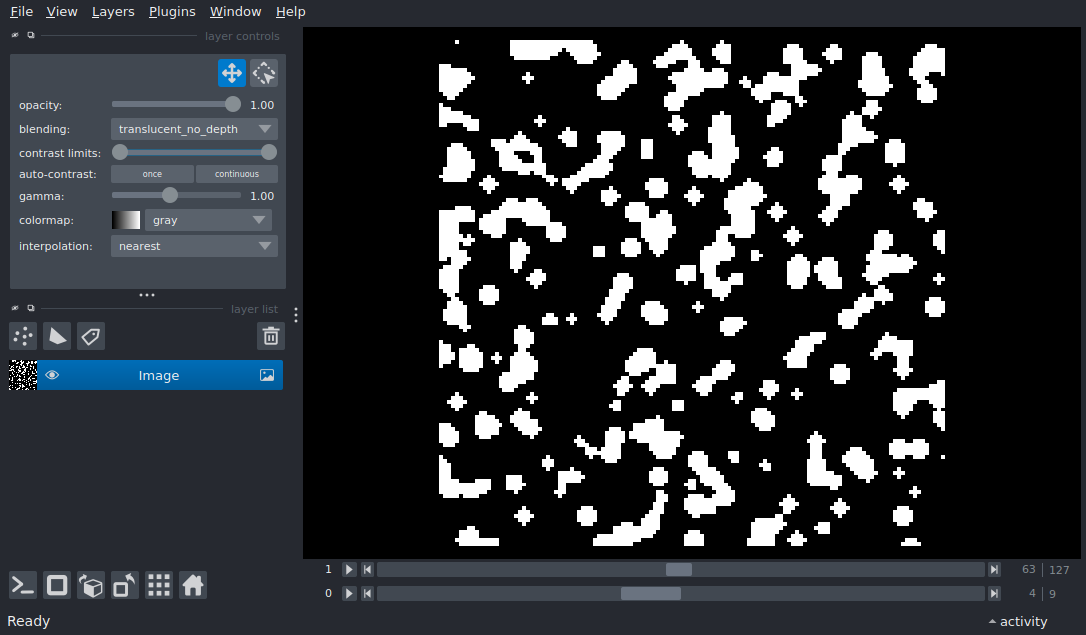 File View Layers Plugins Window Help
layer controls
opacity: 1.00
blending: translucent_no_depth
contrast limits:
auto-contrast: once continuous
gamma: 1.00
colormap: gray
interpolation: nearest
layer list
Image
1 63 127
0 4 9
Ready activity